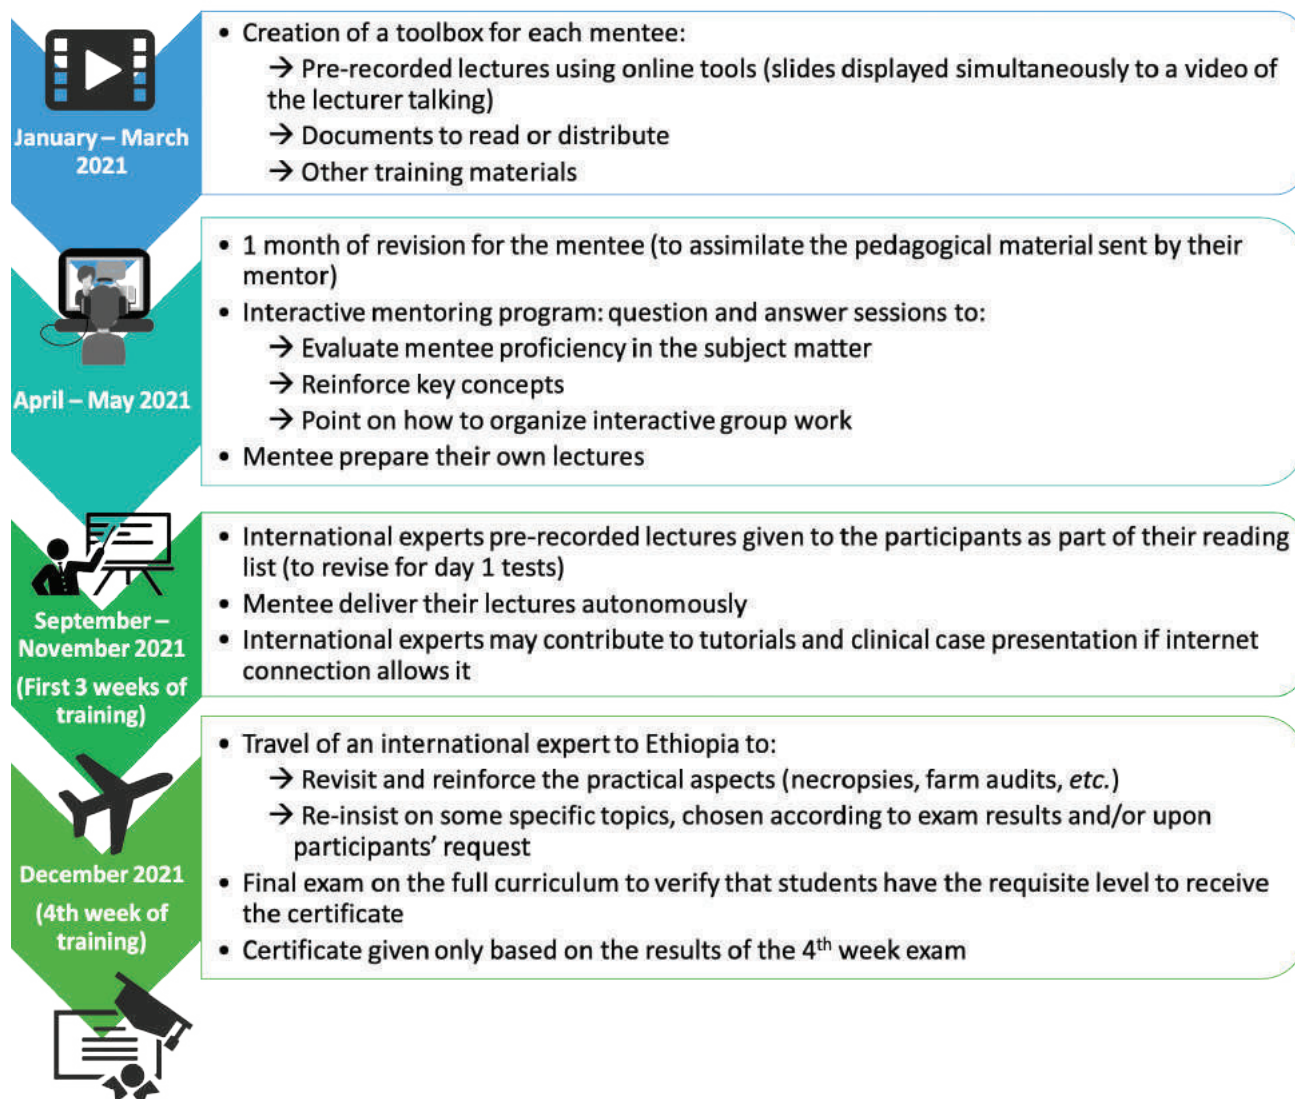 January – March
2021
• Creation of a toolbox for each mentee:
→ Pre-recorded lectures using online tools (slides displayed simultaneously to a video of
the lecturer talking)
→ Documents to read or distribute
→ Other training materials
April – May 2021
• 1 month of revision for the mentee (to assimilate the pedagogical material sent by their
mentor)
• Interactive mentoring program: question and answer sessions to:
→ Evaluate mentee proficiency in the subject matter
→ Reinforce key concepts
→ Point on how to organize interactive group work
• Mentee prepare their own lectures
September –
November 2021
(First 3 weeks of
training)
• International experts pre-recorded lectures given to the participants as part of their reading
list (to revise for day 1 tests)
• Mentee deliver their lectures autonomously
• International experts may contribute to tutorials and clinical case presentation if internet
connection allows it
December 2021
(4th week of
training)
• Travel of an international expert to Ethiopia to:
→ Revisit and reinforce the practical aspects (necropsies, farm audits, etc.)
→ Re-insist on some specific topics, chosen according to exam results and/or upon
participants’ request
• Final exam on the full curriculum to verify that students have the requisite level to receive
the certificate
• Certificate given only based on the results of the 4th week exam